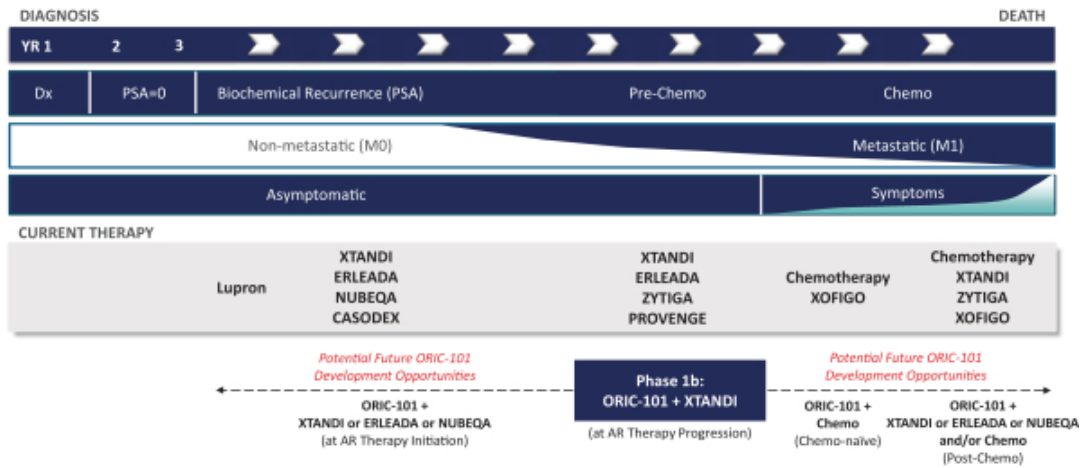 DIAGNOSIS DEATH
YR 1 2 3
Dx PSA=0 Biochemical Recurrence (PSA) Pre-Chemo Chemo
Non-metastatic (M0) Metastatic (M1)
Asymptomatic Symptoms
CURRENT THERAPY
Lupron
XTANDI
ERLEADA
NUBEQA
CASODEX
XTANDI
ERLEADA
ZYTIGA
PROVENGE
Chemotherapy
XOFIGO
Chemotherapy
XTANDI
ZYTIGA
XOFIGO
Potential Future ORIC-101
Development Opportunities
ORIC-101 +
XTANDI or ERLEADA or NUBEQA
(at AR Therapy Initiation)
Phase 1b:
ORIC-101 + XTANDI
(at AR Therapy Progression)
Potential Future ORIC-101
Development Opportunities
ORIC-101 +
Chemo
(Chemo-naïve)
ORIC-101 +
XTANDI or ERLEADA or NUBEQA
and/or Chemo
(Post-Chemo)